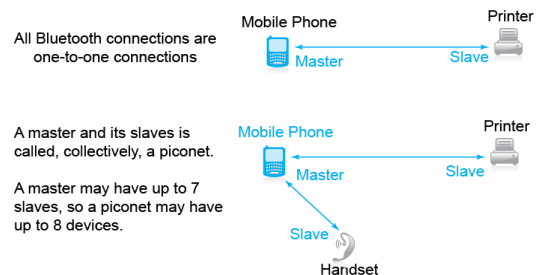 Mobile Phone
Printer
All Bluetooth connections are
one-to-one connections
Master
Slave
A master and its slaves is
called, collectively, a piconet.
Mobile Phone
Printer
Master
Slave
A master may have up to 7
slaves, so a piconet may have
up to 8 devices.
Slave
Handset